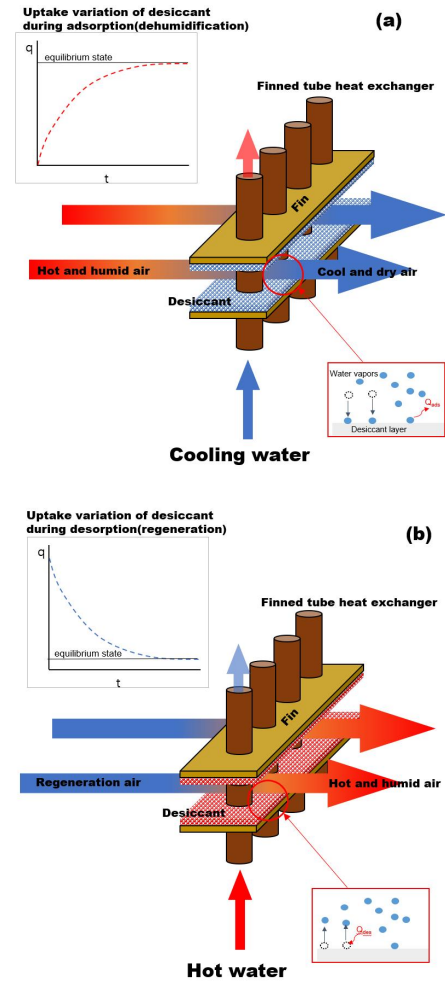 Uptake variation of desiccant
during adsorption(dehumidification)
(a)
q
equilibrium state
t
Finned tube heat exchanger
Fin
Hot and humid air
Cool and dry air
Desiccant
Water vapors
Qads
Desiccant layer
Cooling water
Uptake variation of desiccant
during desorption(regeneration)
(b)
q
equilibrium state
t
Finned tube heat exchanger
Fin
Regeneration air
Hot and humid air
Desiccant
Qdes
Hot water